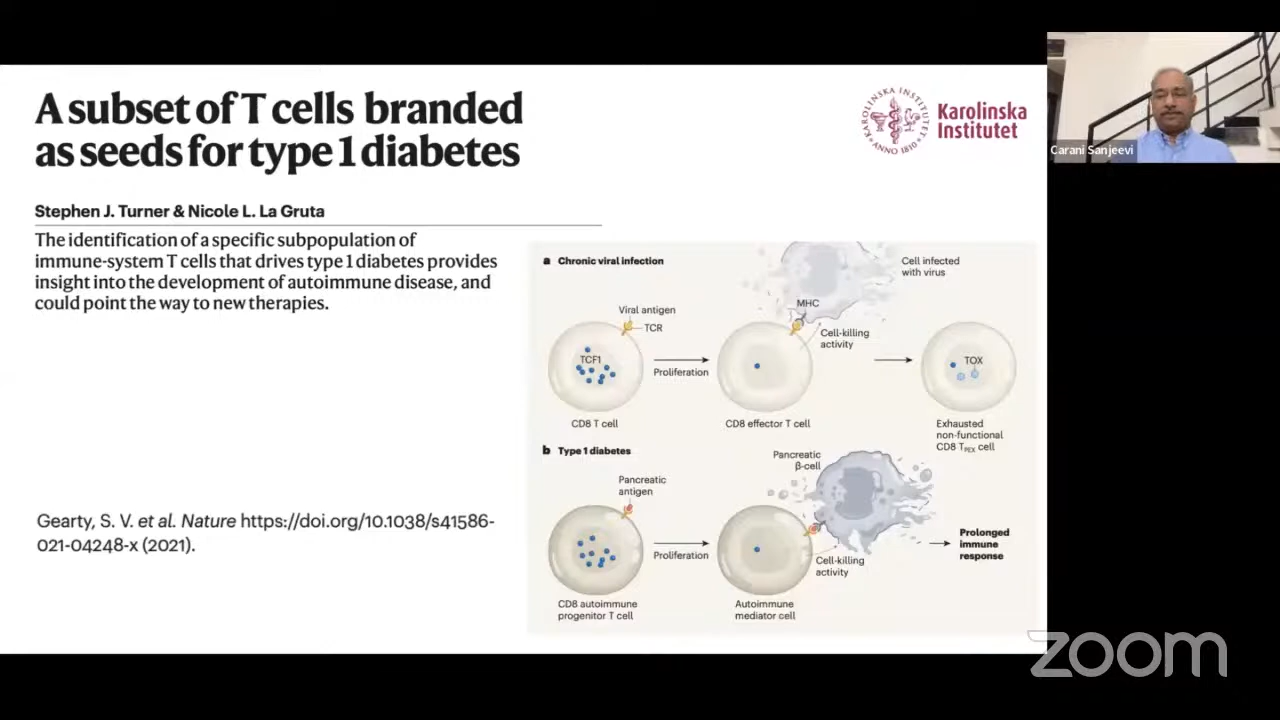 A subset of T cells branded
as seeds for type 1 diabetes
KAROLINSKA INSTITUTET
ANNO 1810
Karolinska
Institutet
Carani Sanjeevi
Stephen J. Turner & Nicole L. La Gruta
The identification of a specific subpopulation of
immune-system T cells that drives type 1 diabetes provides
insight into the development of autoimmune disease, and
could point the way to new therapies.
a Chronic viral infection
Cell infected
with virus
Viral antigen
TCR
MHC
Cell-killing
activity
TCF1
Proliferation
TOX
CD8 T cell
CD8 effector T cell
Exhausted
non-functional
CD8 TPEX cell
b Type 1 diabetes
Pancreatic
β-cell
Pancreatic
antigen
Proliferation
Cell-killing
activity
Prolonged
immune
response
CD8 autoimmune
progenitor T cell
Autoimmune
mediator cell
Gearty, S. V. et al. Nature https://doi.org/10.1038/s41586-
021-04248-x (2021).
zoom